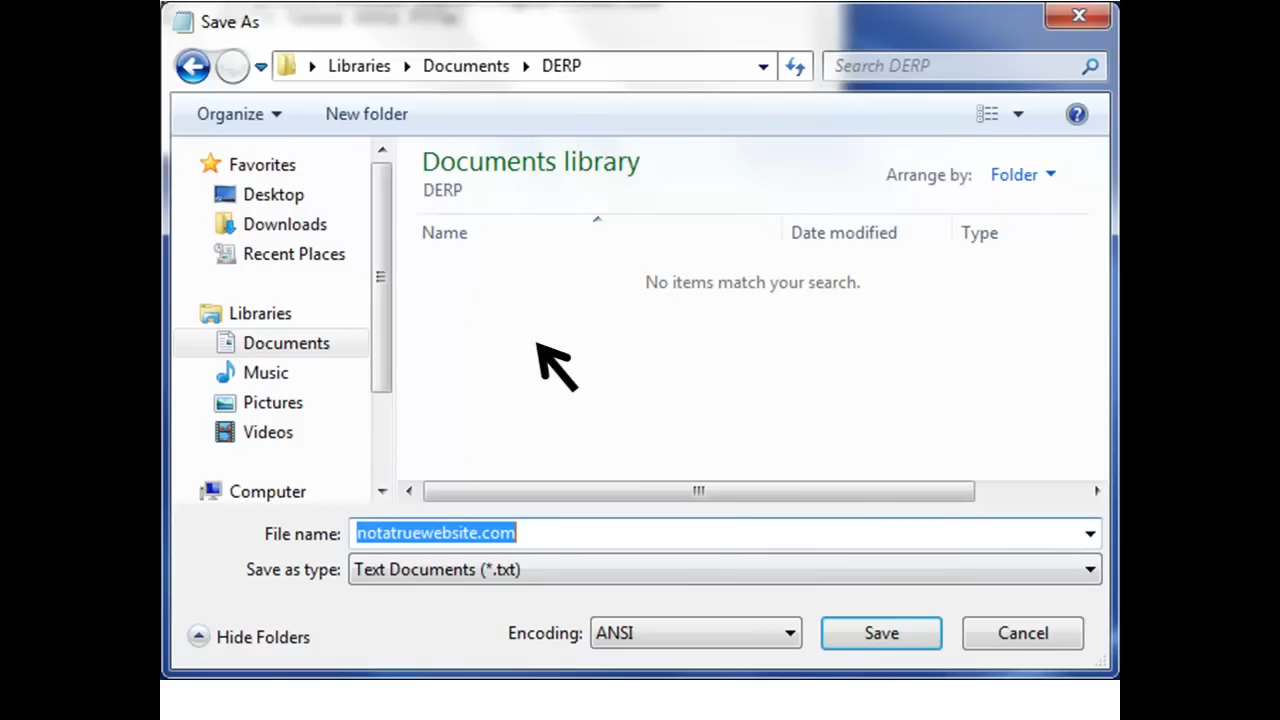 Save As
Libraries Documents DERP
Search DERP
Organize New folder
Favorites
Desktop
Downloads
Recent Places
Libraries
Documents
Music
Pictures
Videos
Computer
Documents library
DERP
Arrange by: Folder
Name Date modified Type
No items match your search.
File name: notatruewebsite.com
Save as type: Text Documents (*.txt)
Hide Folders
Encoding: ANSI
Save
Cancel